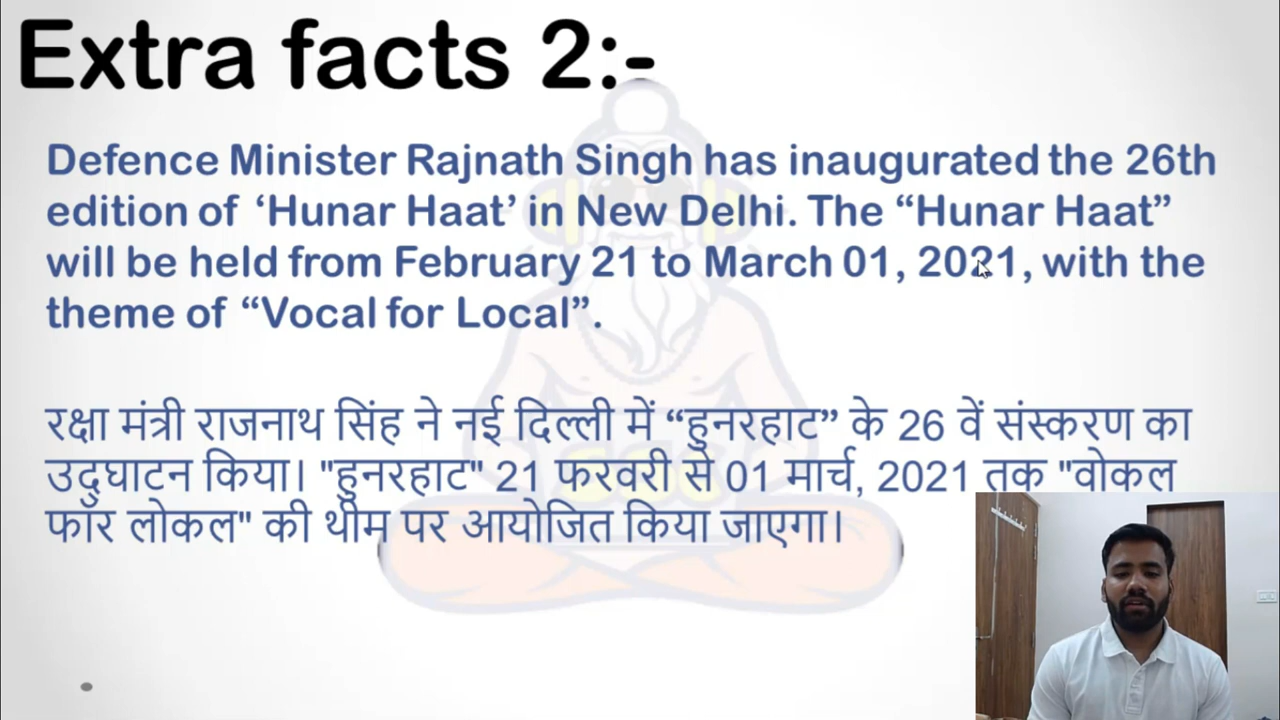 Extra facts 2:-
Defence Minister Rajnath Singh has inaugurated the 26th
edition of ‘Hunar Haat’ in New Delhi. The “Hunar Haat”
will be held from February 21 to March 01, 2021, with the
theme of “Vocal for Local”.
रक्षा मंत्री राजनाथ सिंह ने नई दिल्ली में “हुनरहाट” के 26 वें संस्करण का
उद्घाटन किया। "हुनरहाट" 21 फरवरी से 01 मार्च, 2021 तक "वोकल
फॉर लोकल" की थीम पर आयोजित किया जाएगा।